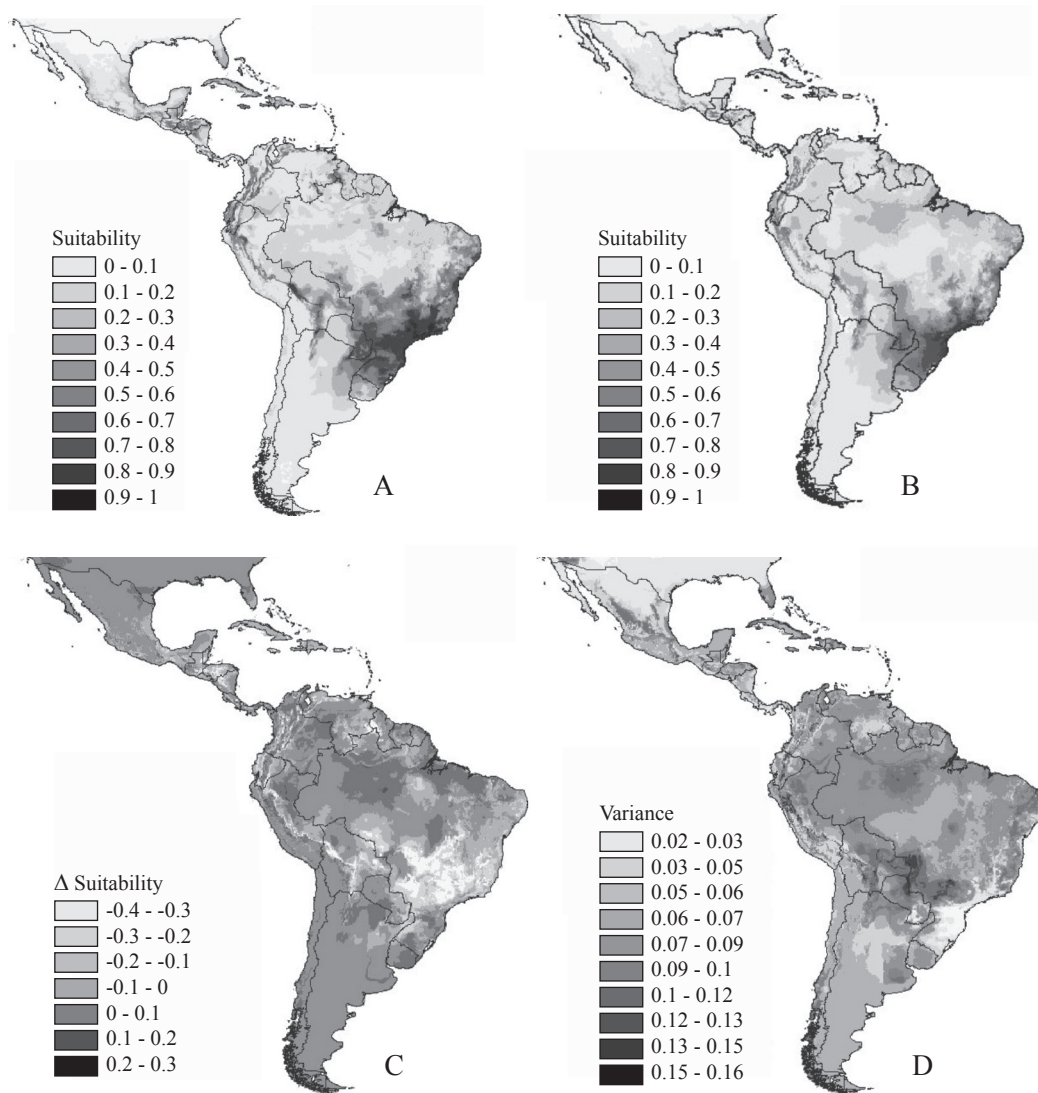 Suitability
0 - 0.1
0.1 - 0.2
0.2 - 0.3
0.3 - 0.4
0.4 - 0.5
0.5 - 0.6
0.6 - 0.7
0.7 - 0.8
0.8 - 0.9
0.9 - 1
A
Suitability
0 - 0.1
0.1 - 0.2
0.2 - 0.3
0.3 - 0.4
0.4 - 0.5
0.5 - 0.6
0.6 - 0.7
0.7 - 0.8
0.8 - 0.9
0.9 - 1
B
Δ Suitability
-0.4 - -0.3
-0.3 - -0.2
-0.2 - -0.1
-0.1 - 0
0 - 0.1
0.1 - 0.2
0.2 - 0.3
C
Variance
0.02 - 0.03
0.03 - 0.05
0.05 - 0.06
0.06 - 0.07
0.07 - 0.09
0.09 - 0.1
0.1 - 0.12
0.12 - 0.13
0.13 - 0.15
0.15 - 0.16
D